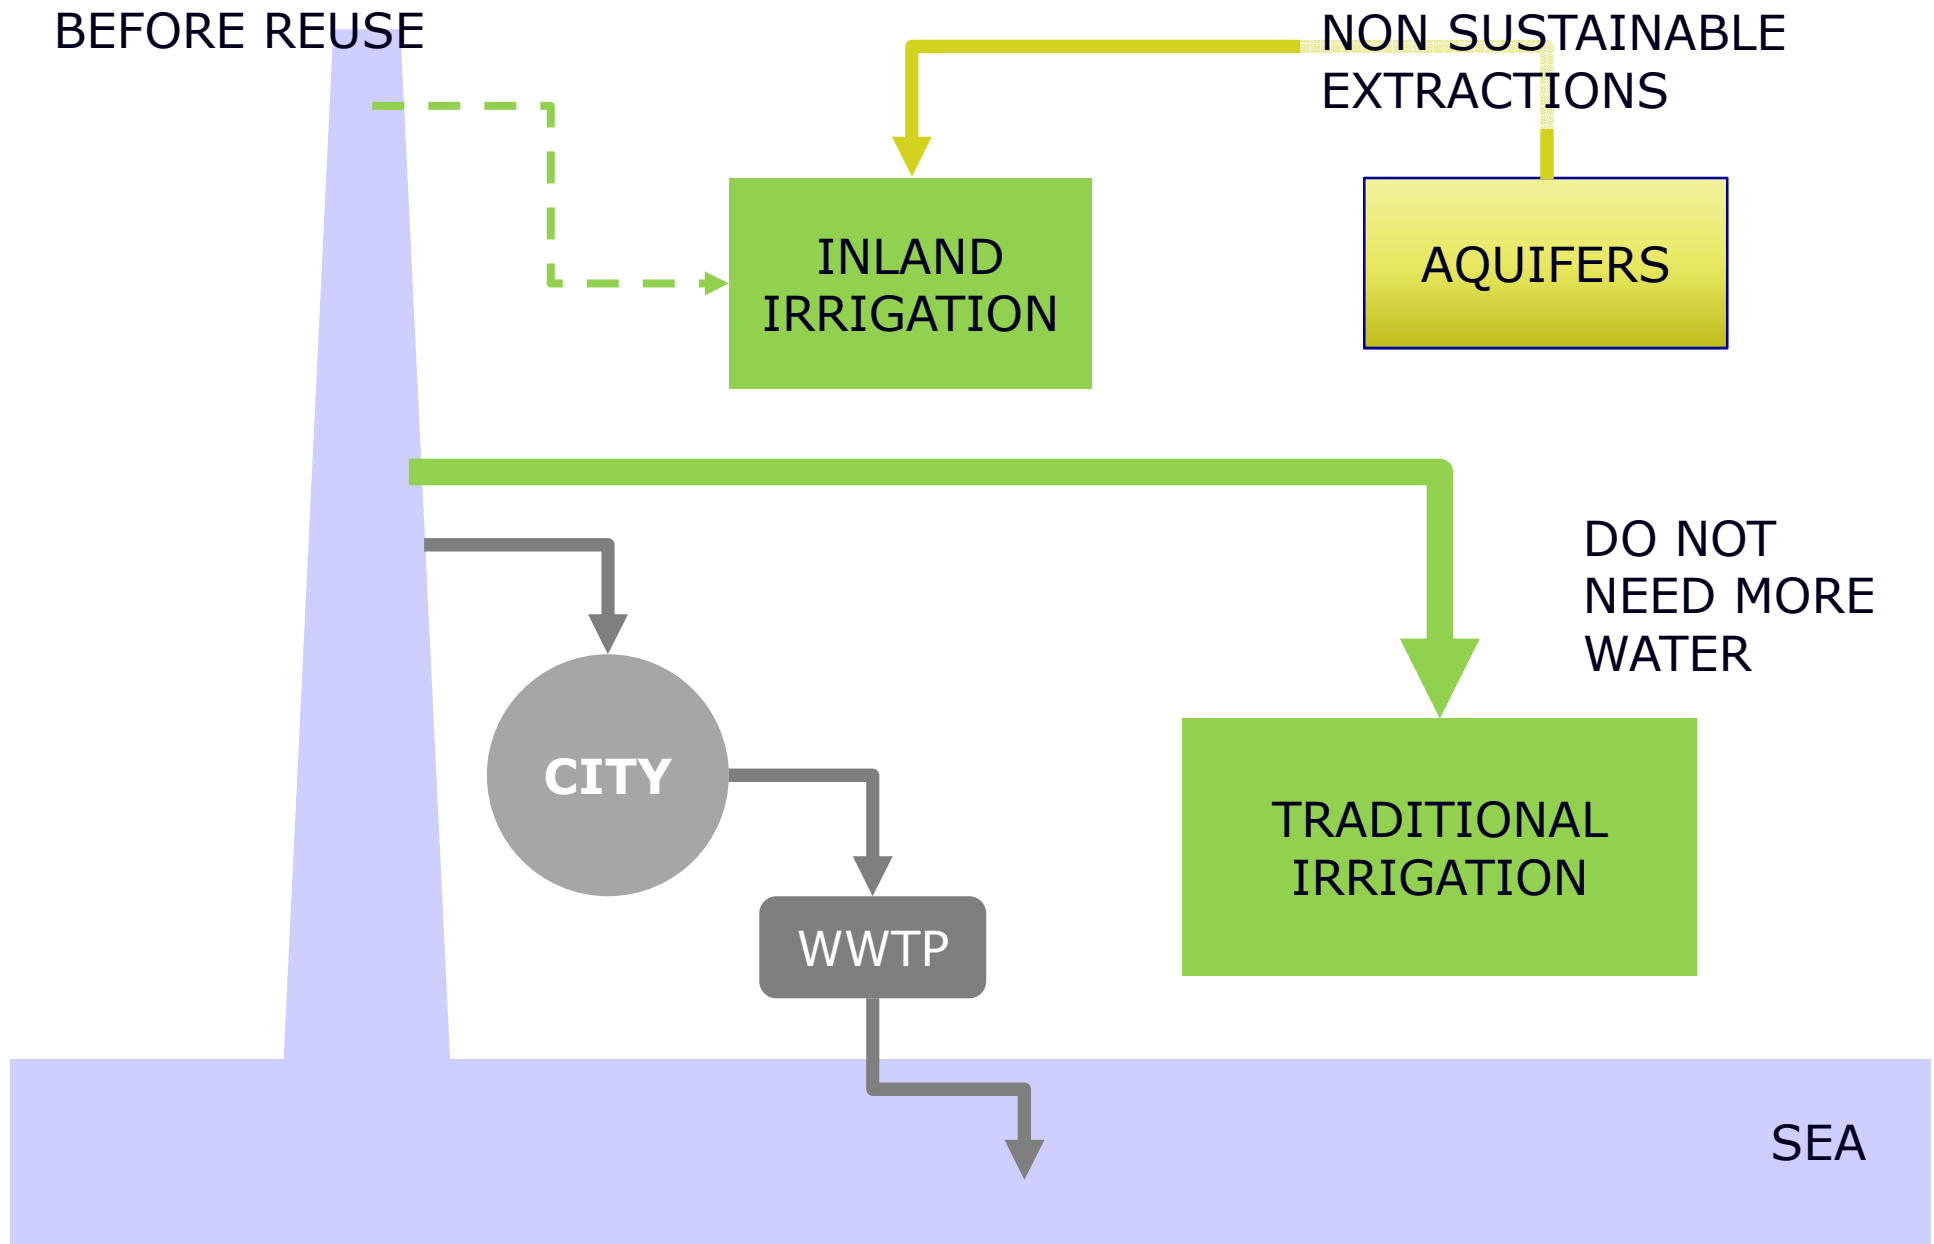 BEFORE REUSE
NON SUSTAINABLE
EXTRACTIONS
INLAND
IRRIGATION
AQUIFERS
DO NOT
NEED MORE
WATER
CITY
TRADITIONAL
IRRIGATION
WWTP
SEA